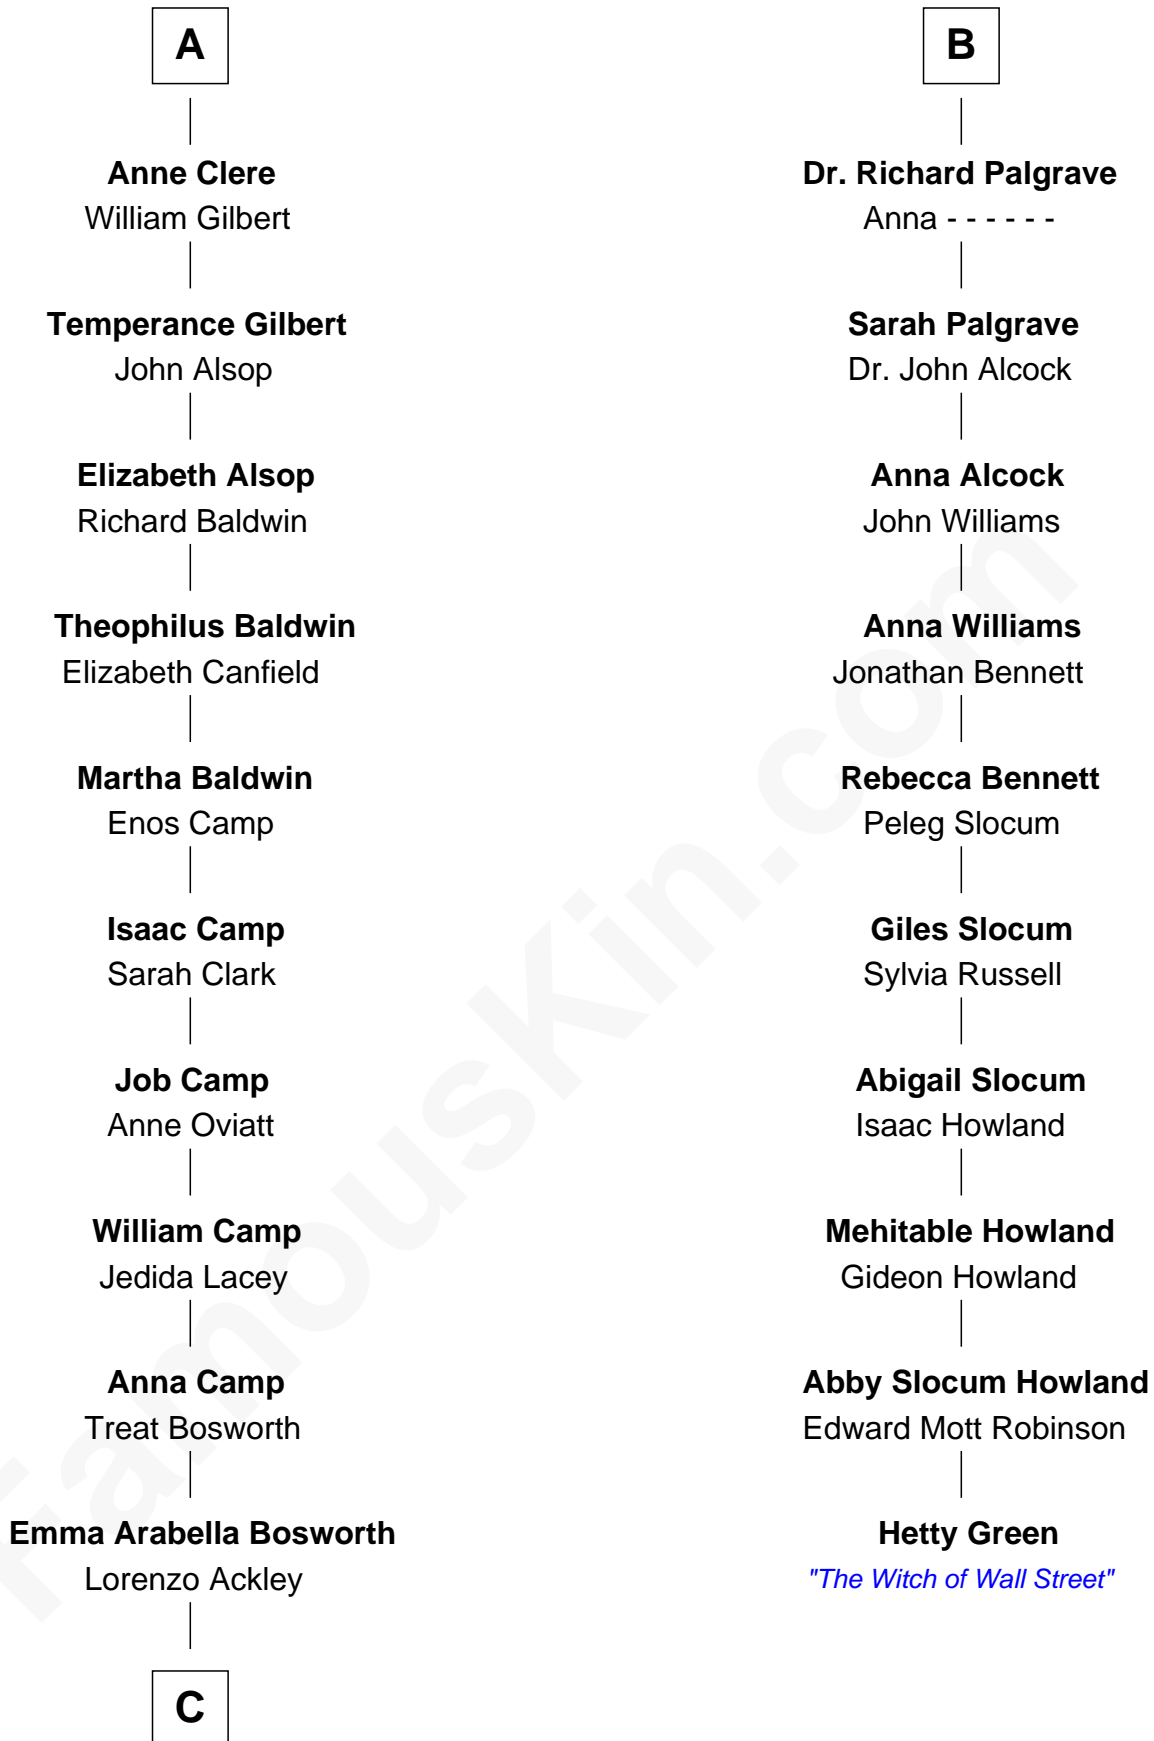 A
Anne Clere
William Gilbert
Temperance Gilbert
John Alsop
Elizabeth Alsop
Richard Baldwin
Theophilus Baldwin
Elizabeth Canfield
Martha Baldwin
Enos Camp
Isaac Camp
Sarah Clark
Job Camp
Anne Oviatt
William Camp
Jedida Lacey
Anna Camp
Treat Bosworth
Emma Arabella Bosworth
Lorenzo Ackley
C
B
Dr. Richard Palgrave
Anna - - - - - -
Sarah Palgrave
Dr. John Alcock
Anna Alcock
John Williams
Anna Williams
Jonathan Bennett
Rebecca Bennett
Peleg Slocum
Giles Slocum
Sylvia Russell
Abigail Slocum
Isaac Howland
Mehitable Howland
Gideon Howland
Abby Slocum Howland
Edward Mott Robinson
Hetty Green
"The Witch of Wall Street"
FamousKin.com